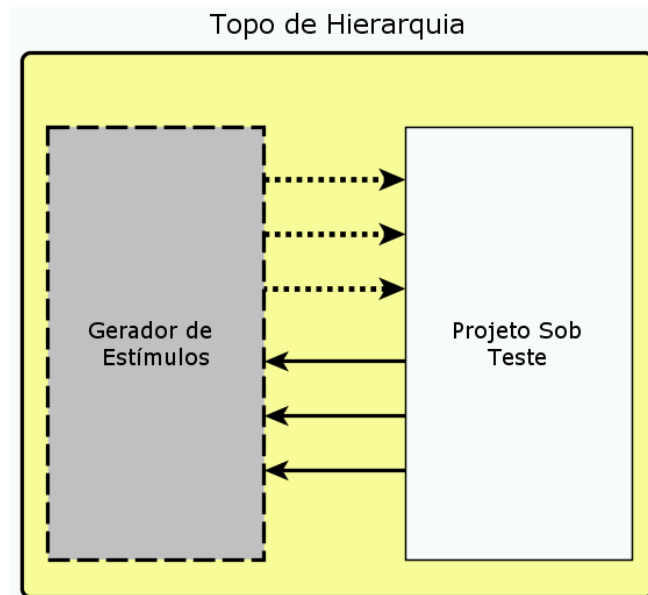 Topo de Hierarquia
Gerador de
Estímulos
Projeto Sob
Teste